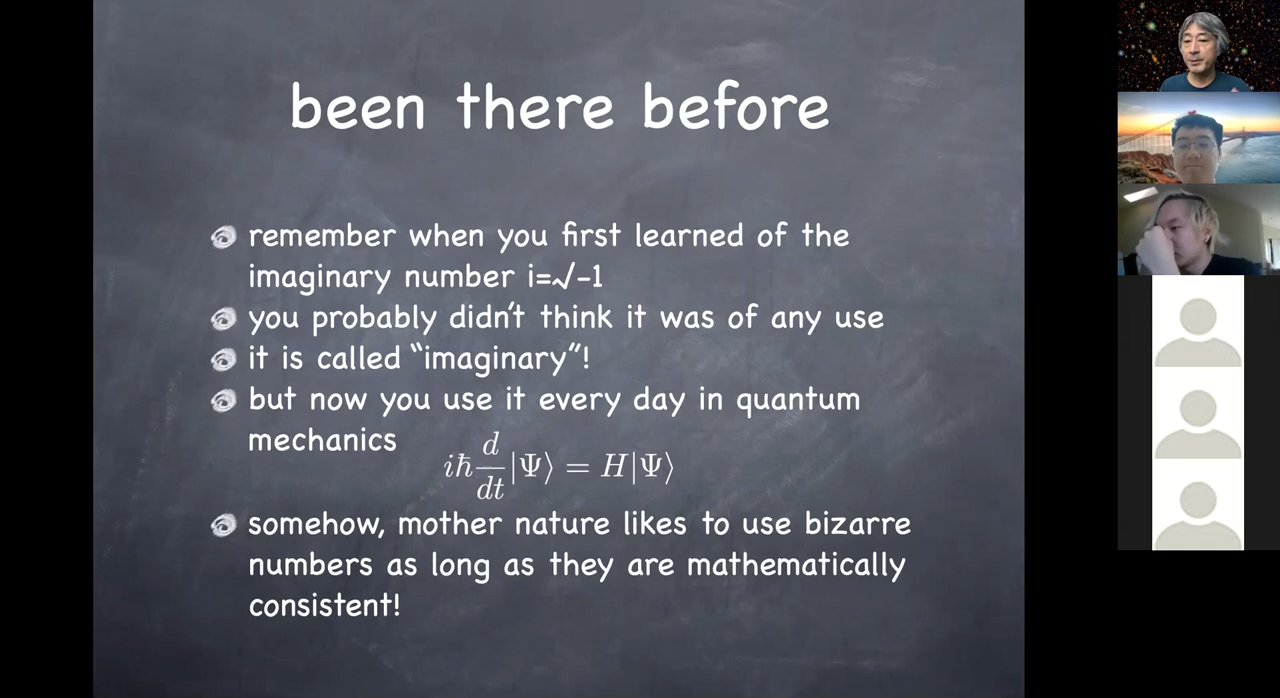 been there before
remember when you first learned of the
imaginary number i=√-1
you probably didn't think it was of any use
it is called “imaginary”!
but now you use it every day in quantum
mechanics
iħ d/dt |Ψ⟩ = H|Ψ⟩
somehow, mother nature likes to use bizarre
numbers as long as they are mathematically
consistent!